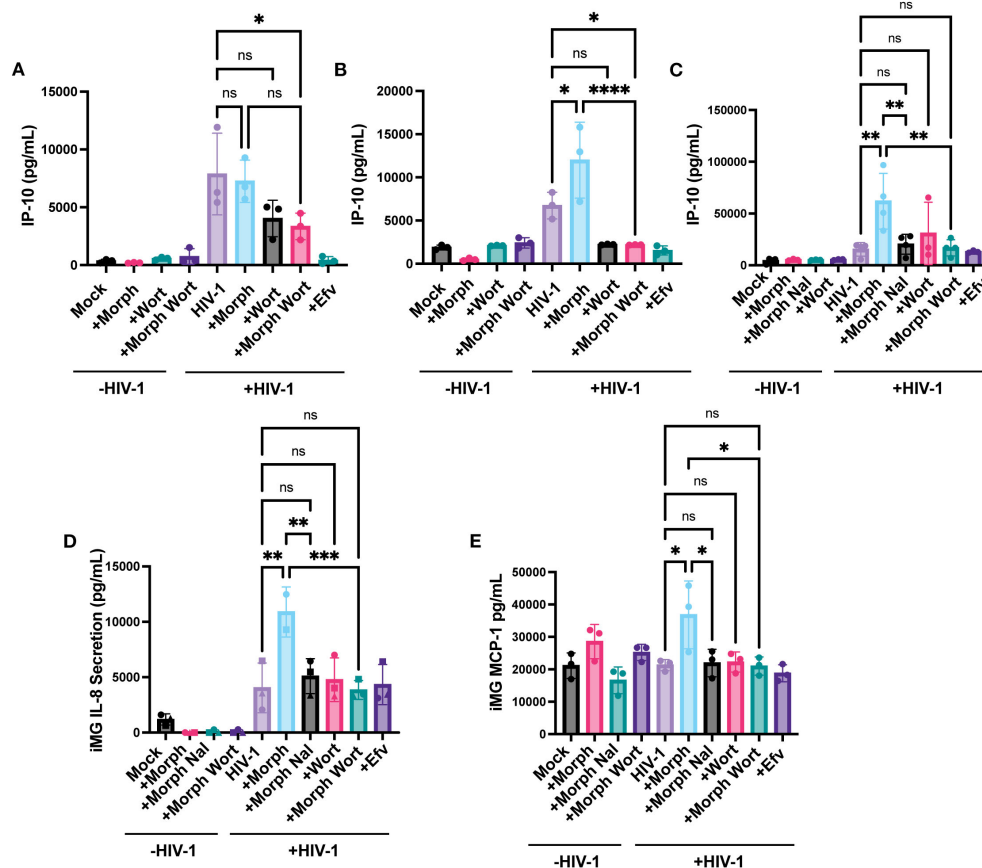 A
IP-10 (pg/mL)
15000
10000
5000
0
*
ns
ns
ns
Mock
+Morph
+Wort
+Morph Wort
HIV-1
+Morph
+Wort
+Morph Wort
+Efv
-HIV-1
+HIV-1
B
IP-10 (pg/mL)
20000
15000
10000
5000
0
*
ns
*
****
Mock
+Morph
+Wort
+Morph Wort
HIV-1
+Morph
+Wort
+Morph Wort
+Efv
-HIV-1
+HIV-1
C
IP-10 (pg/mL)
150000
100000
50000
0
ns
ns
ns
**
**
**
Mock
+Morph
+Morph Nal
+Wort
HIV-1
+Morph
+Morph Nal
+Wort
+Morph Wort
+Efv
-HIV-1
+HIV-1
D
iMG IL-8 Secretion (pg/mL)
15000
10000
5000
0
ns
ns
ns
**
**
***
Mock
+Morph
+Morph Nal
+Morph Wort
HIV-1
+Morph
+Morph Nal
+Wort
+Morph Wort
+Efv
-HIV-1
+HIV-1
E
iMG MCP-1 pg/mL
50000
40000
30000
20000
10000
0
ns
*
ns
ns
*
*
Mock
+Morph
+Morph Nal
+Morph Wort
HIV-1
+Morph
+Morph Nal
+Wort
+Morph Wort
+Efv
-HIV-1
+HIV-1